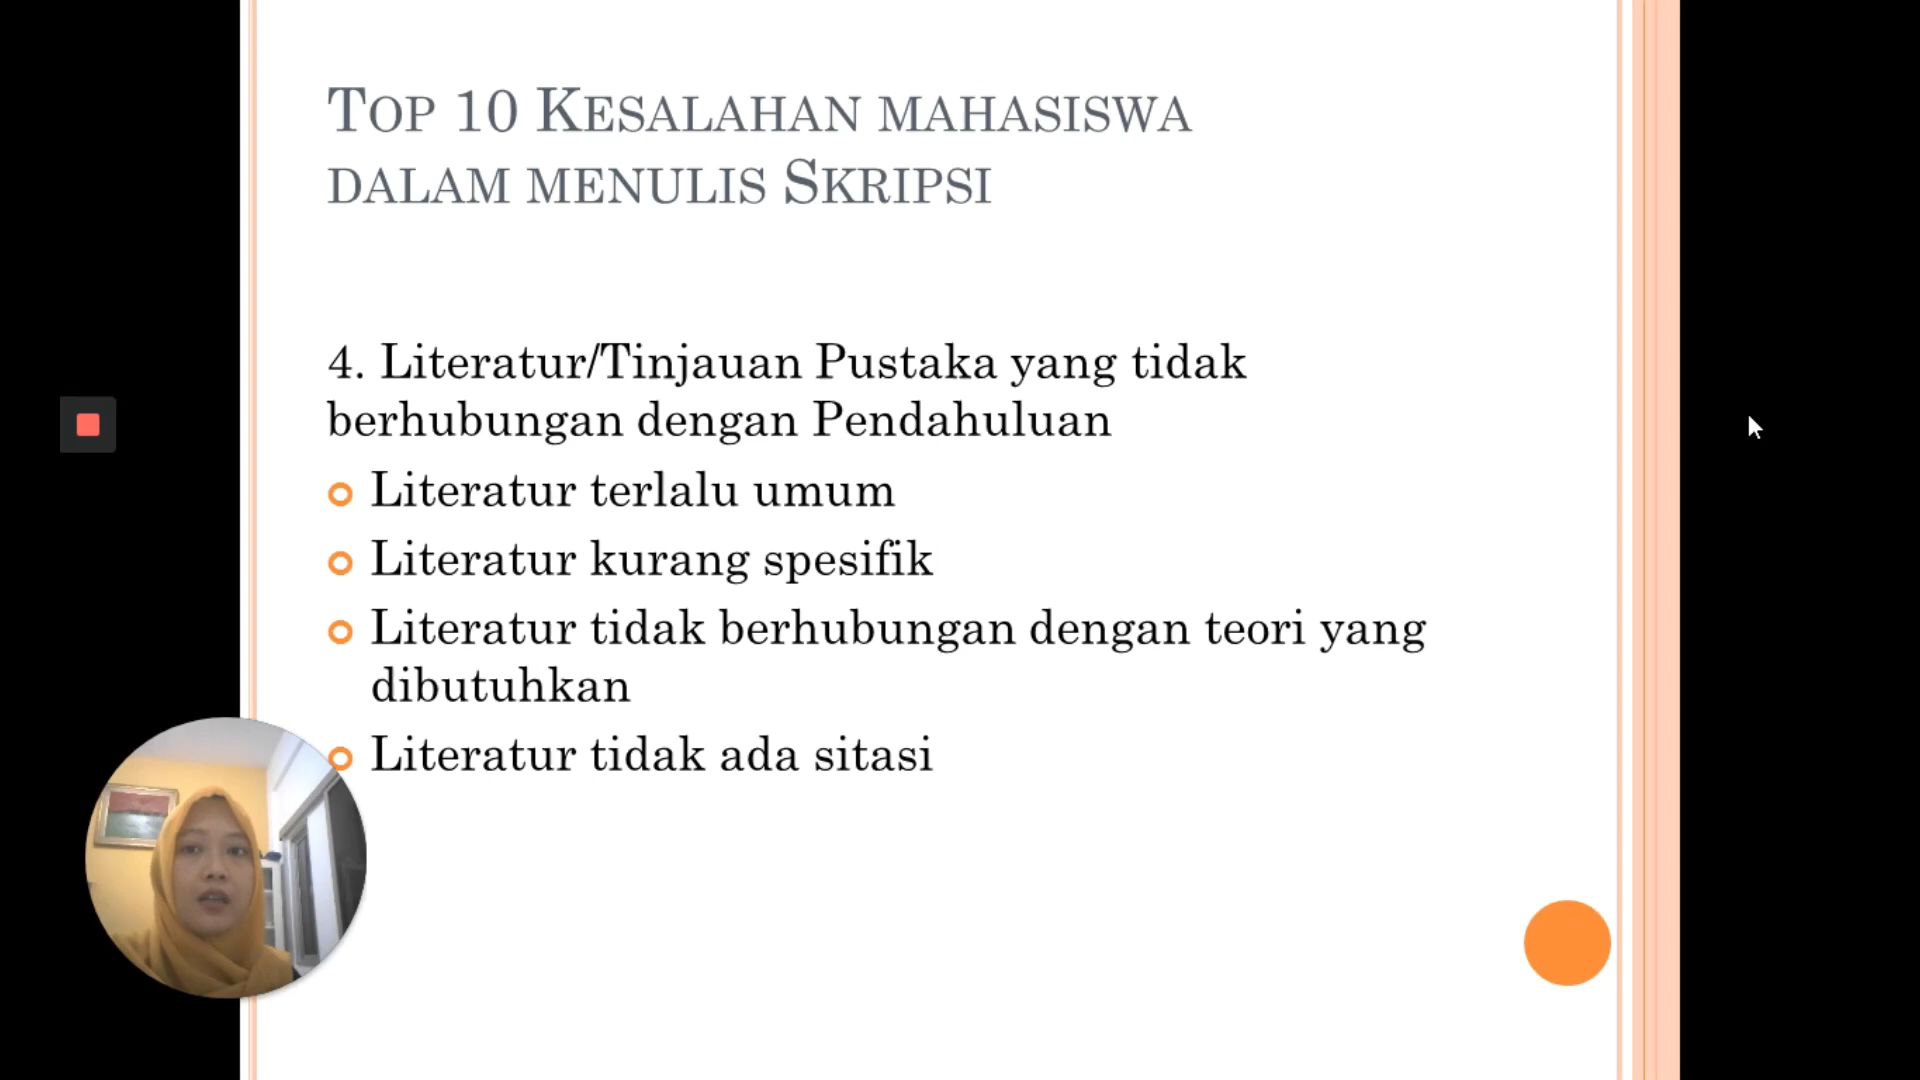 Top 10 Kesalahan mahasiswa
dalam menulis Skripsi
4. Literatur/Tinjauan Pustaka yang tidak
berhubungan dengan Pendahuluan
Literatur terlalu umum
Literatur kurang spesifik
Literatur tidak berhubungan dengan teori yang
dibutuhkan
Literatur tidak ada sitasi